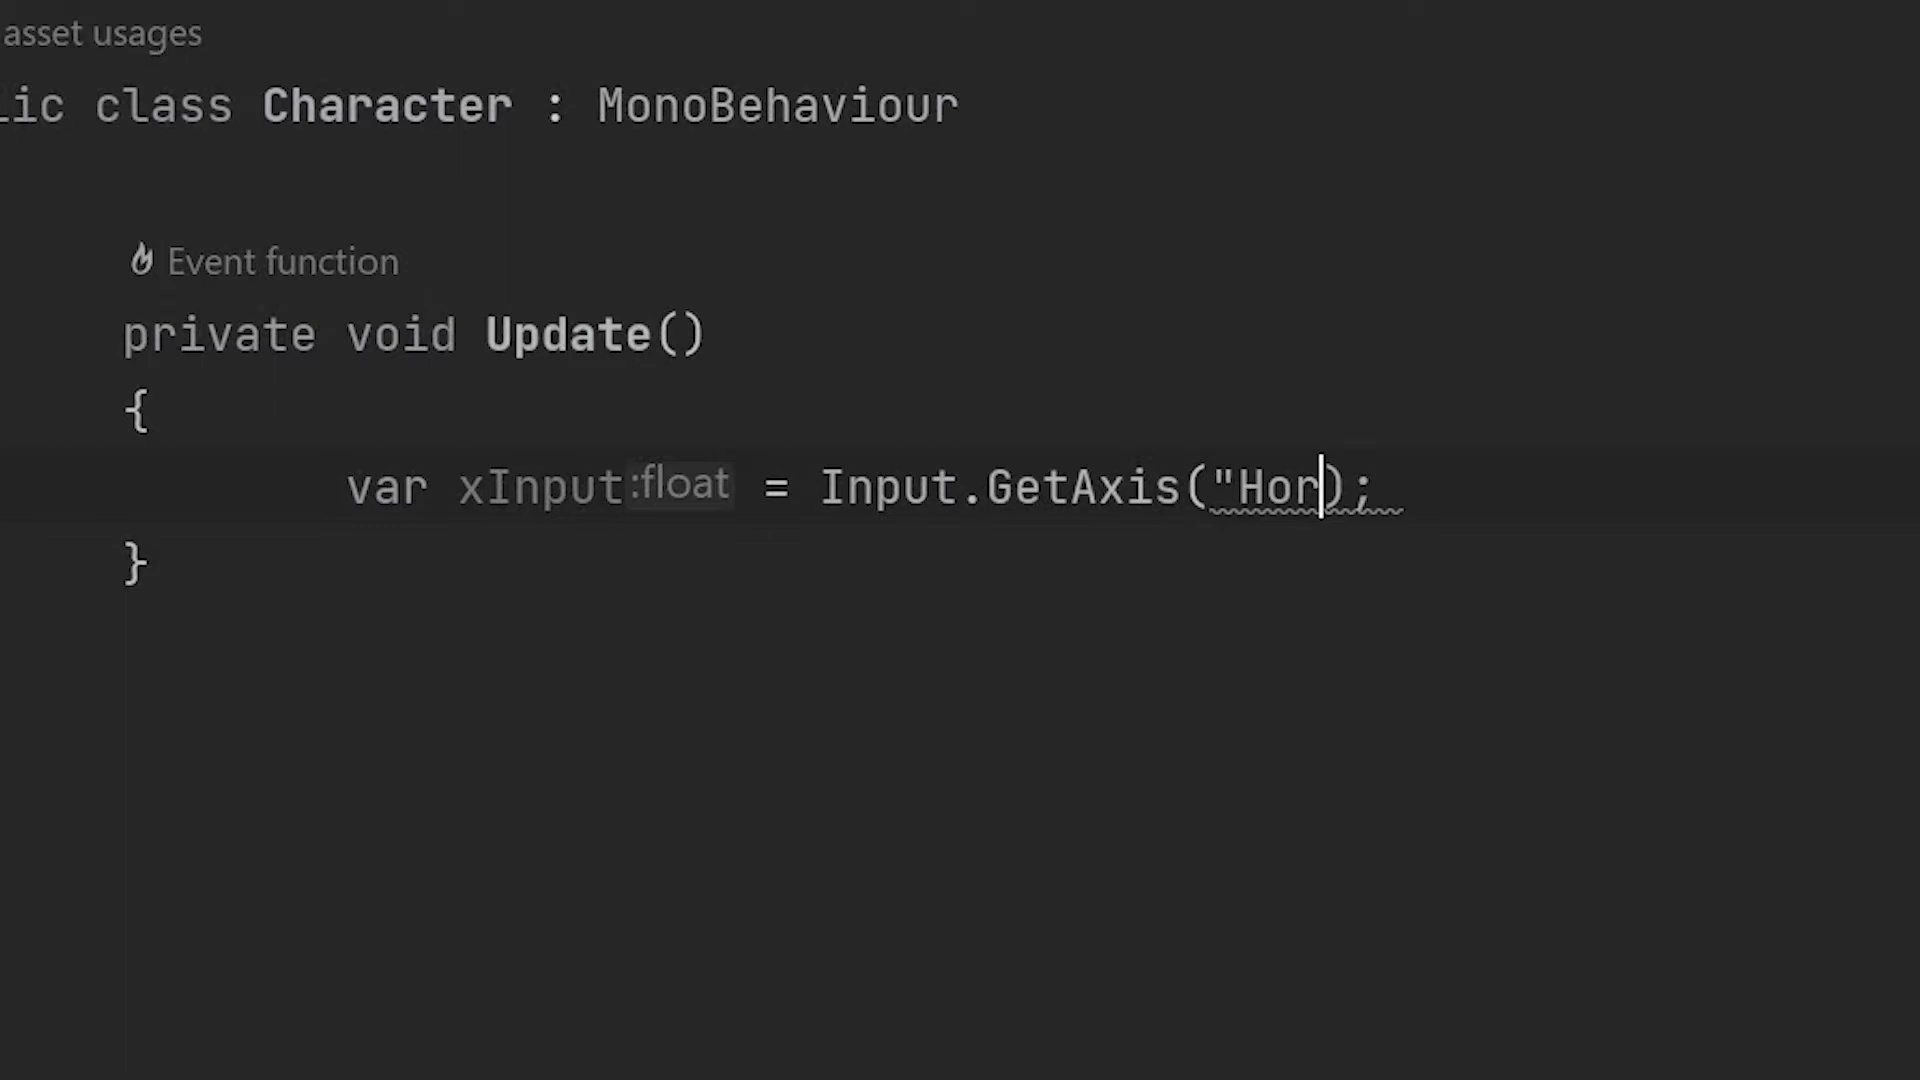 asset usages
lic class Character : MonoBehaviour
Event function
private void Update()
{
var xInput :float = Input.GetAxis("Hor);
}